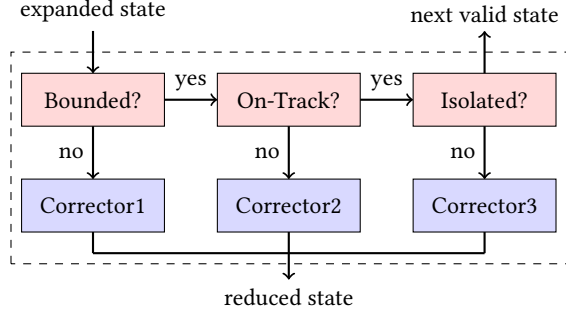 expanded state
next valid state
yes
yes
Bounded?
On-Track?
Isolated?
no
no
no
Corrector1
Corrector2
Corrector3
reduced state